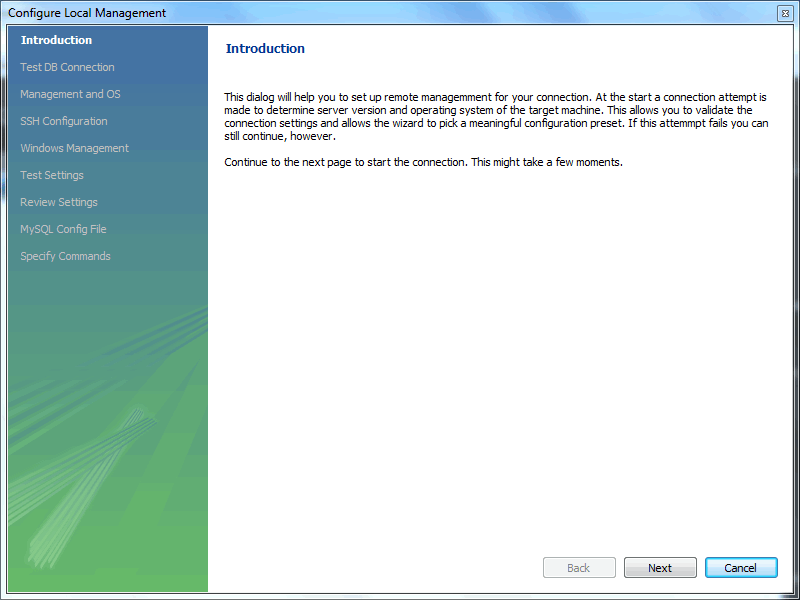 Configure Local Management
Introduction
Test DB Connection
Management and OS
SSH Configuration
Windows Management
Test Settings
Review Settings
MySQL Config File
Specify Commands
Introduction
This dialog will help you to set up remote managemment for your connection. At the start a connection attempt is
made to determine server version and operating system of the target machine. This allows you to validate the
connection settings and allows the wizard to pick a meaningful configuration preset. If this attemmpt fails you can
still continue, however.
Continue to the next page to start the connection. This might take a few moments.
Back
Next
Cancel